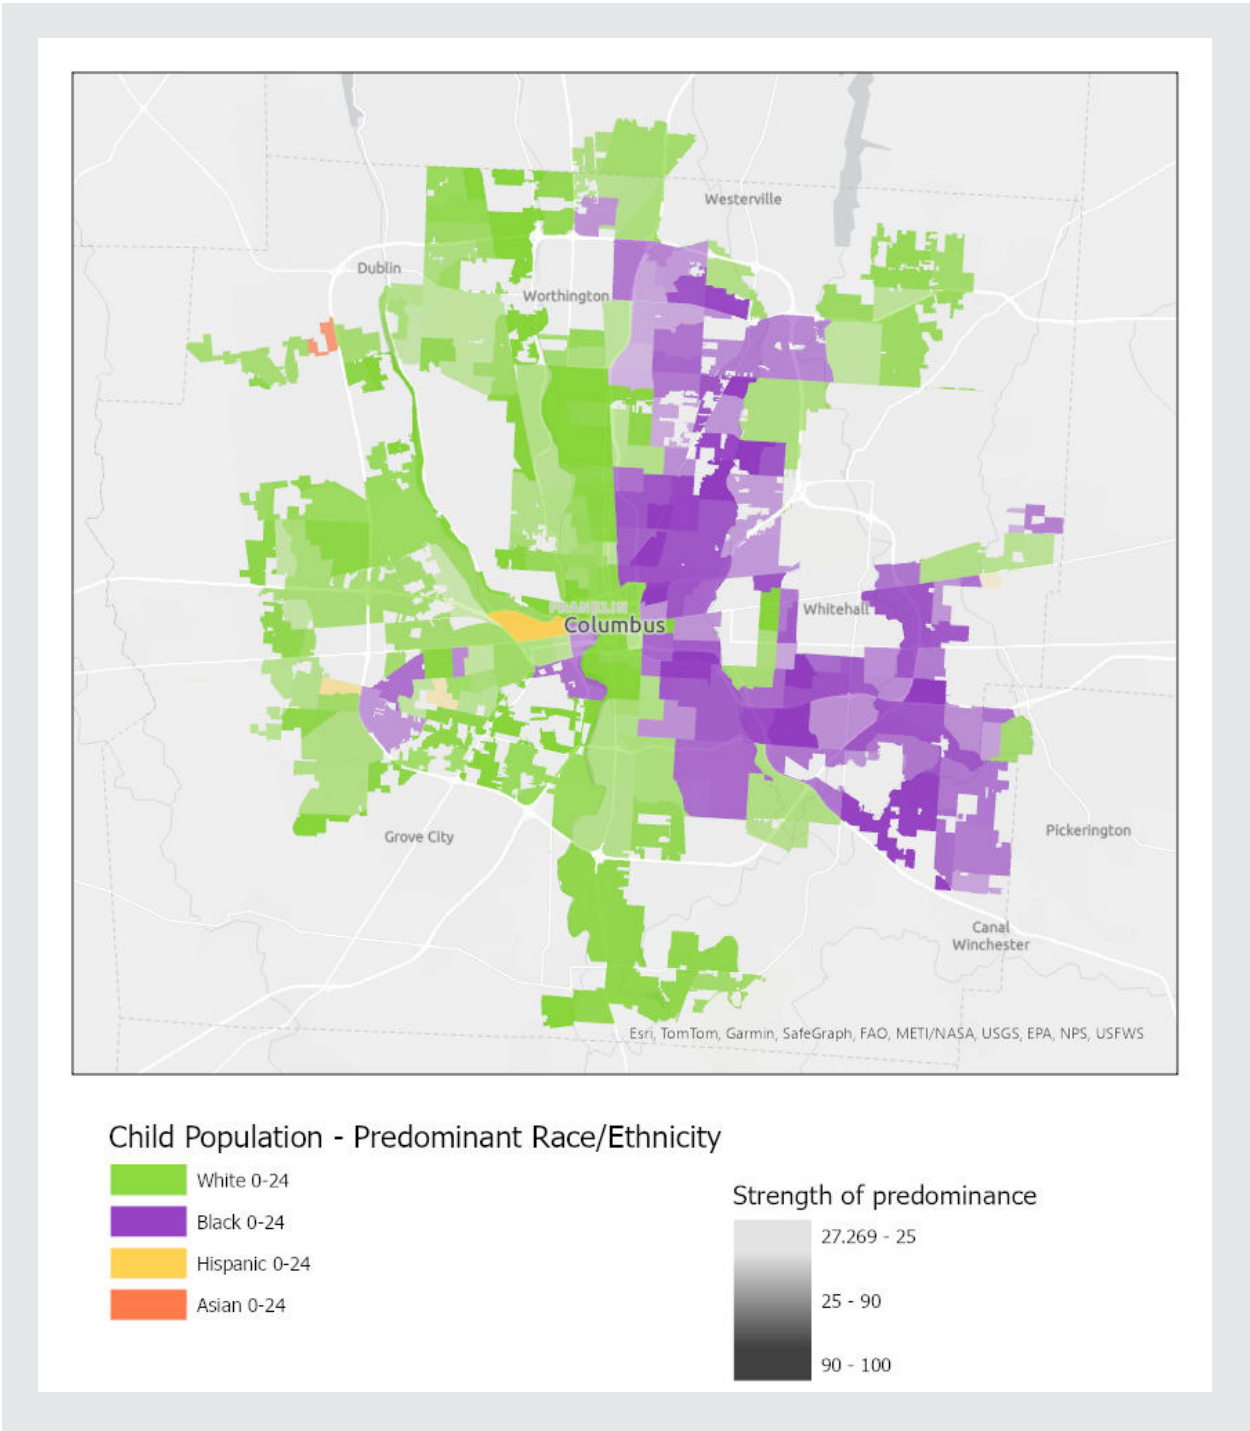 Westerville
Dublin
Worthington
Whitehall
FRANKLIN
Columbus
Grove City
Pickerington
Canal
Winchester
Esri, TomTom, Garmin, SafeGraph, FAO, METI/NASA, USGS, EPA, NPS, USFWS
Child Population - Predominant Race/Ethnicity
White 0-24
Black 0-24
Hispanic 0-24
Asian 0-24
Strength of predominance
27.269 - 25
25 - 90
90 - 100